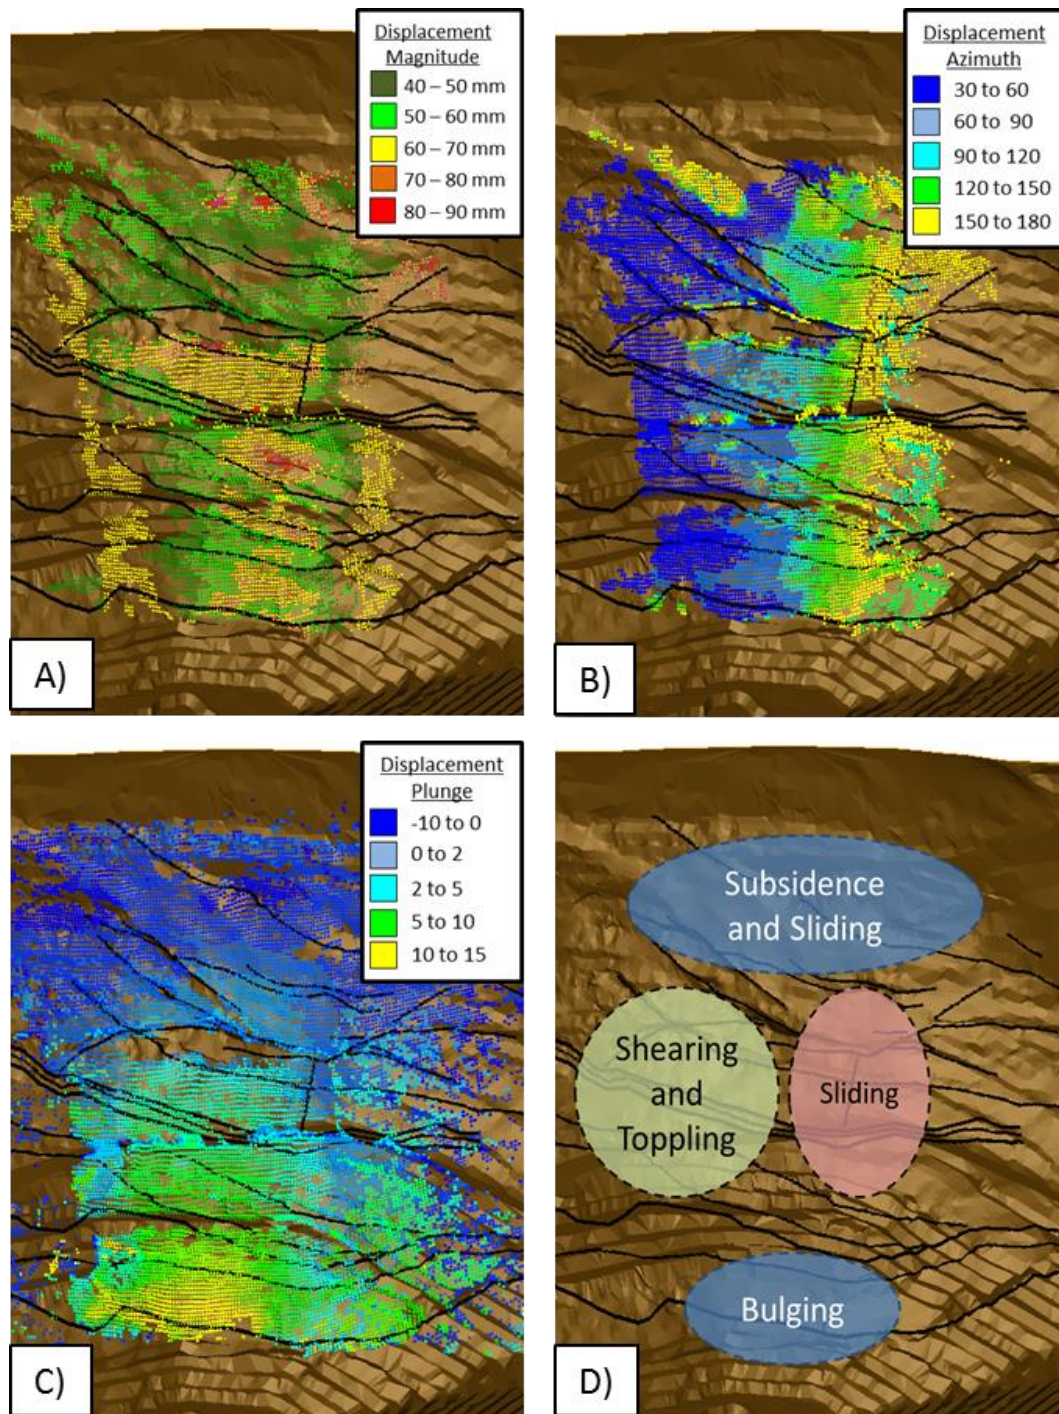 Displacement
Magnitude
40 – 50 mm
50 – 60 mm
60 – 70 mm
70 – 80 mm
80 – 90 mm
A)
Displacement
Azimuth
30 to 60
60 to 90
90 to 120
120 to 150
150 to 180
B)
Displacement
Plunge
-10 to 0
0 to 2
2 to 5
5 to 10
10 to 15
C)
Subsidence
and Sliding
Shearing
and
Toppling
Sliding
Bulging
D)